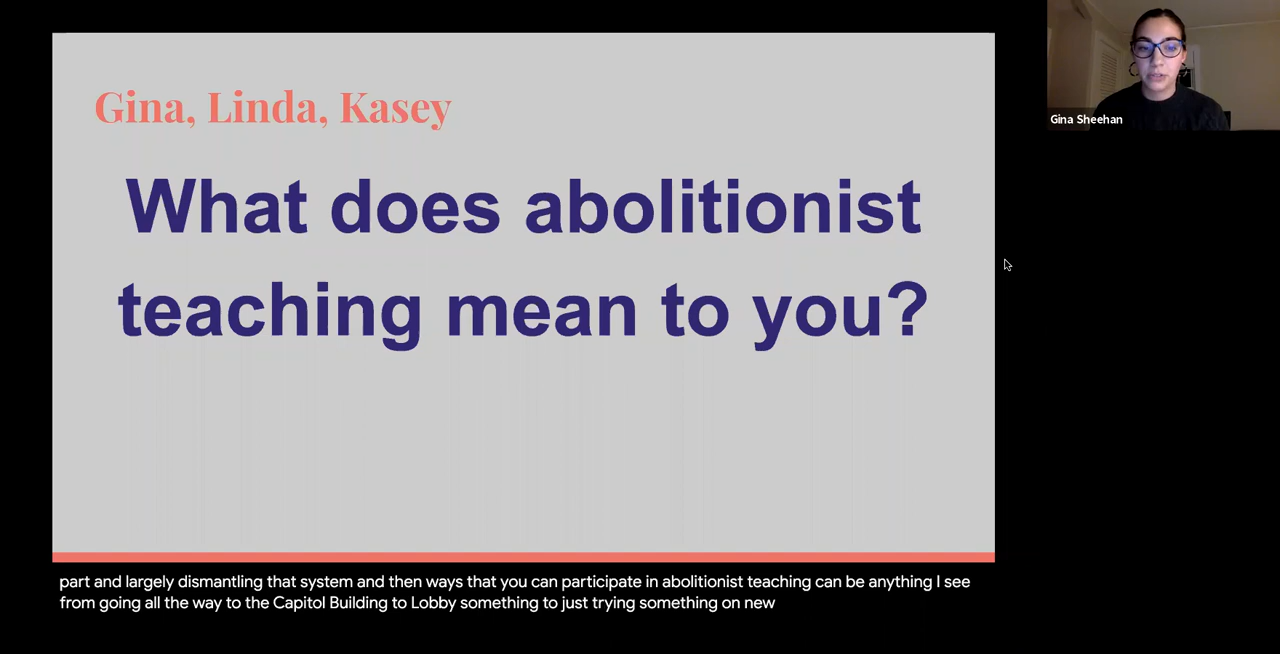 Gina, Linda, Kasey
What does abolitionist
teaching mean to you?
Gina Sheehan
part and largely dismantling that system and then ways that you can participate in abolitionist teaching can be anything I see
from going all the way to the Capitol Building to Lobby something to just trying something on new